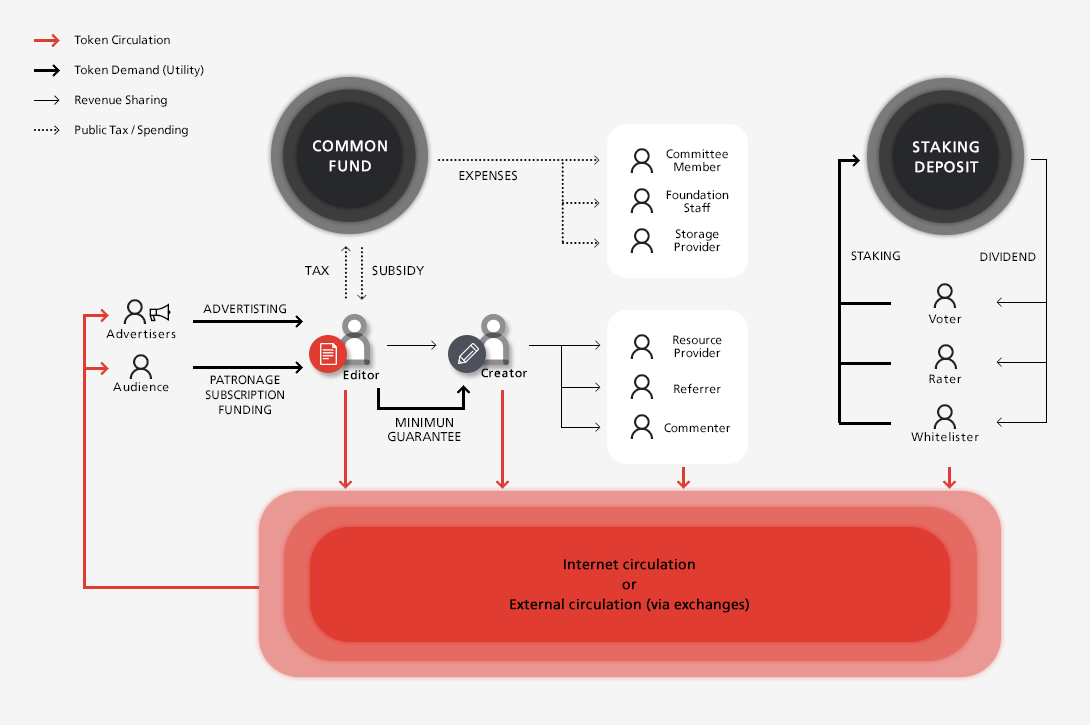 Token Circulation
Token Demand (Utility)
Revenue Sharing
Public Tax / Spending
COMMON
FUND
EXPENSES
Committee
Member
Foundation
Staff
Storage
Provider
STAKING
DEPOSIT
STAKING
DIVIDEND
TAX
SUBSIDY
Advertisers
ADVERTISTING
Audience
PATRONAGE
SUBSCRIPTION
FUNDING
Editor
Creator
MINIMUN
GUARANTEE
Resource
Provider
Referrer
Commenter
Voter
Rater
Whitelister
Internet circulation
or
External circulation (via exchanges)